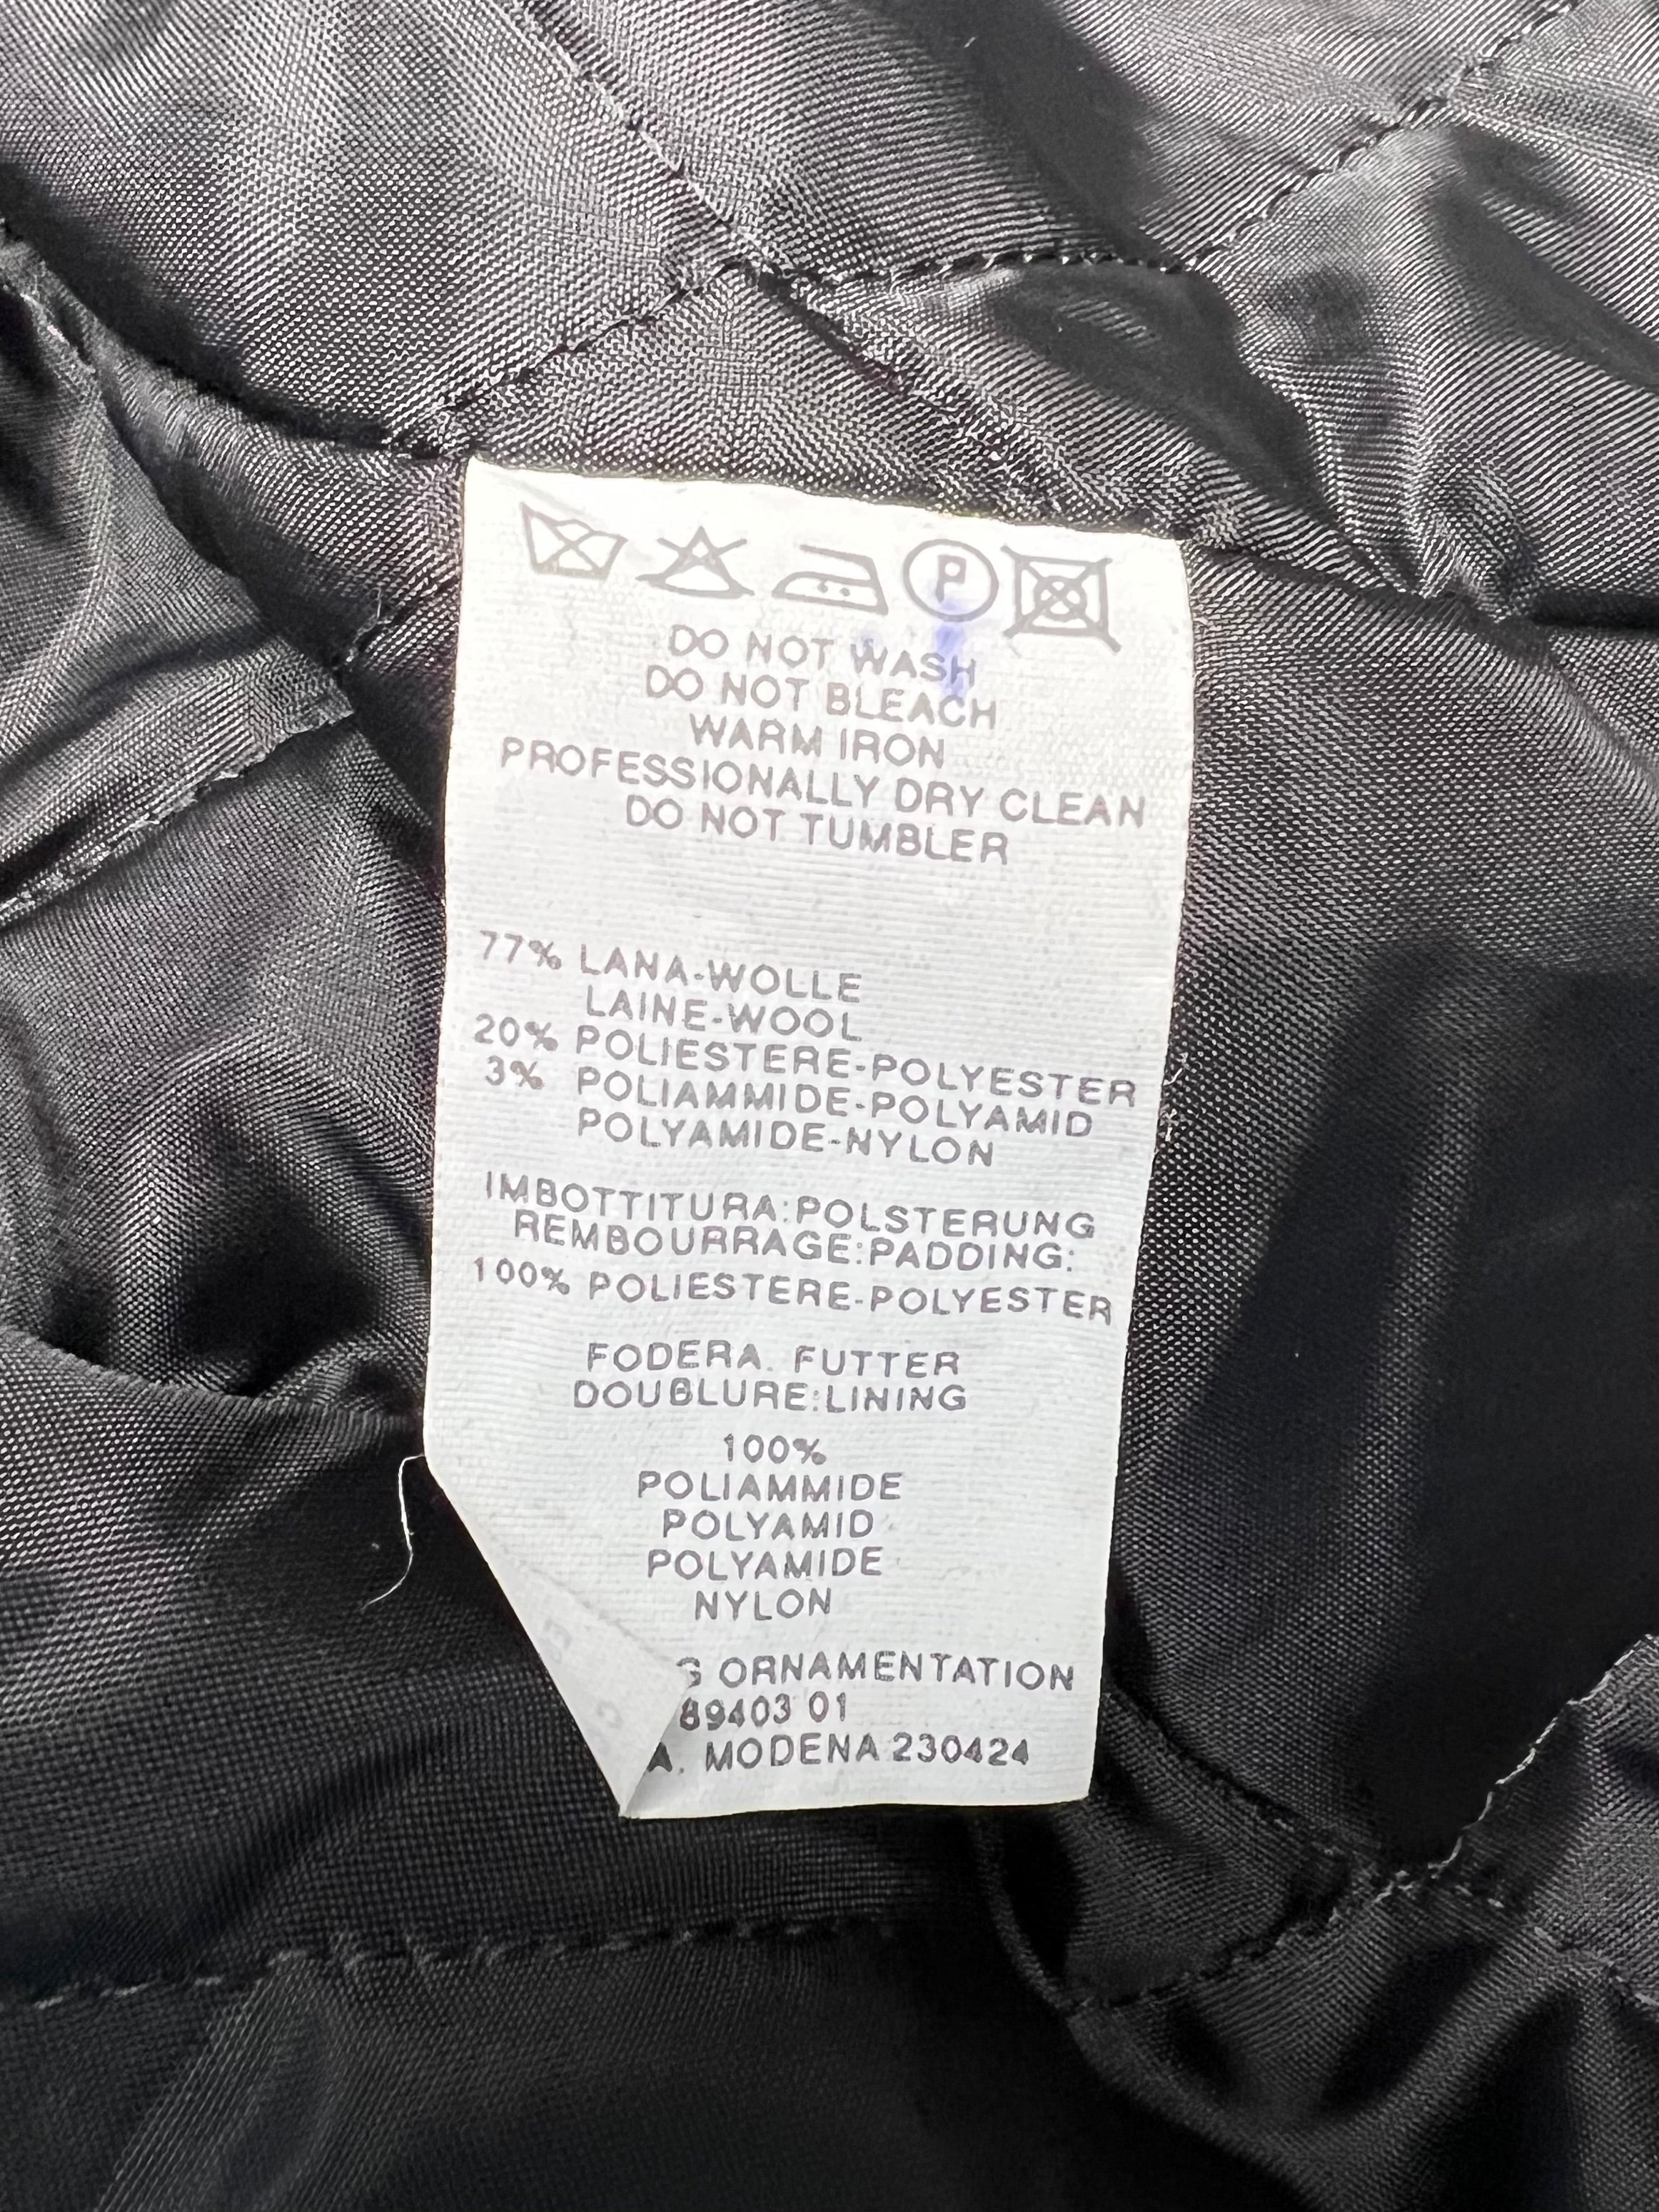 P
DO NOT WASH
DO NOT BLEACH
WARM IRON
PROFESSIONALLY DRY CLEAN
DO NOT TUMBLER
77% LANA-WOLLE
LAINE-WOOL
20% POLIESTERE-POLYESTER
3% POLIAMMIDE-POLYAMID
POLYAMIDE-NYLON
IMBOTTITURA:POLSTERUNG
REMBOURRAGE:PADDING:
100% POLIESTERE-POLYESTER
FODERA. FUTTER
DOUBLURE:LINING
100%
POLIAMMIDE
POLYAMID
POLYAMIDE
NYLON
ORNAMENTATION
89403 01
A. MODENA 230424